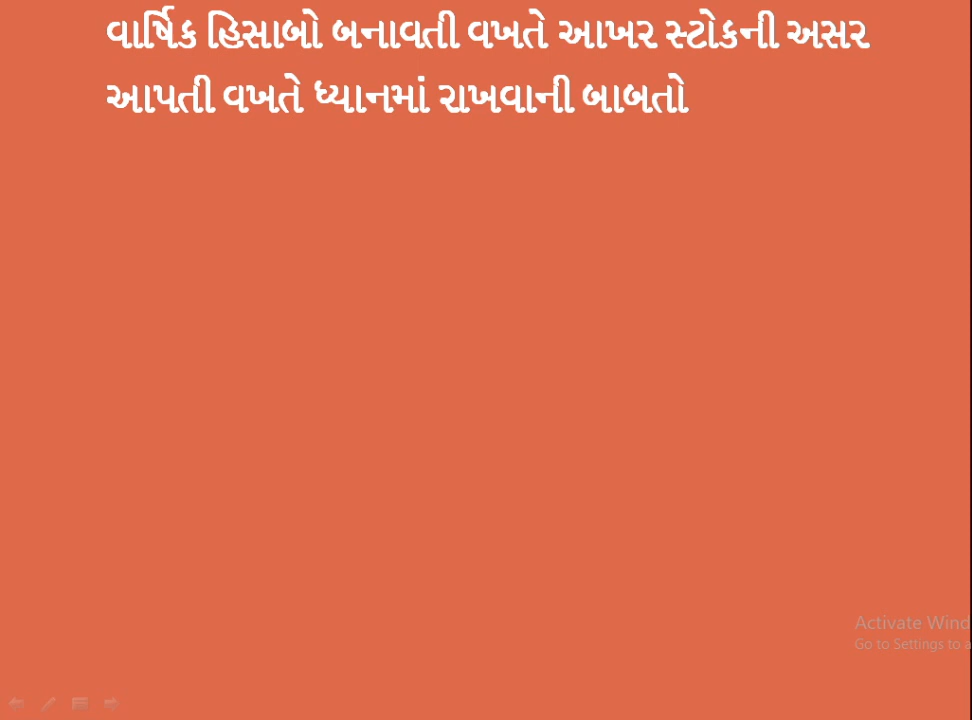 વાર્ષિક હિસાબો બનાવતી વખતે આખર સ્ટોકની અસર
આપતી વખતે ધ્યાનમાં રાખવાની બાબતો
Activate Wind
Go to Settings to a